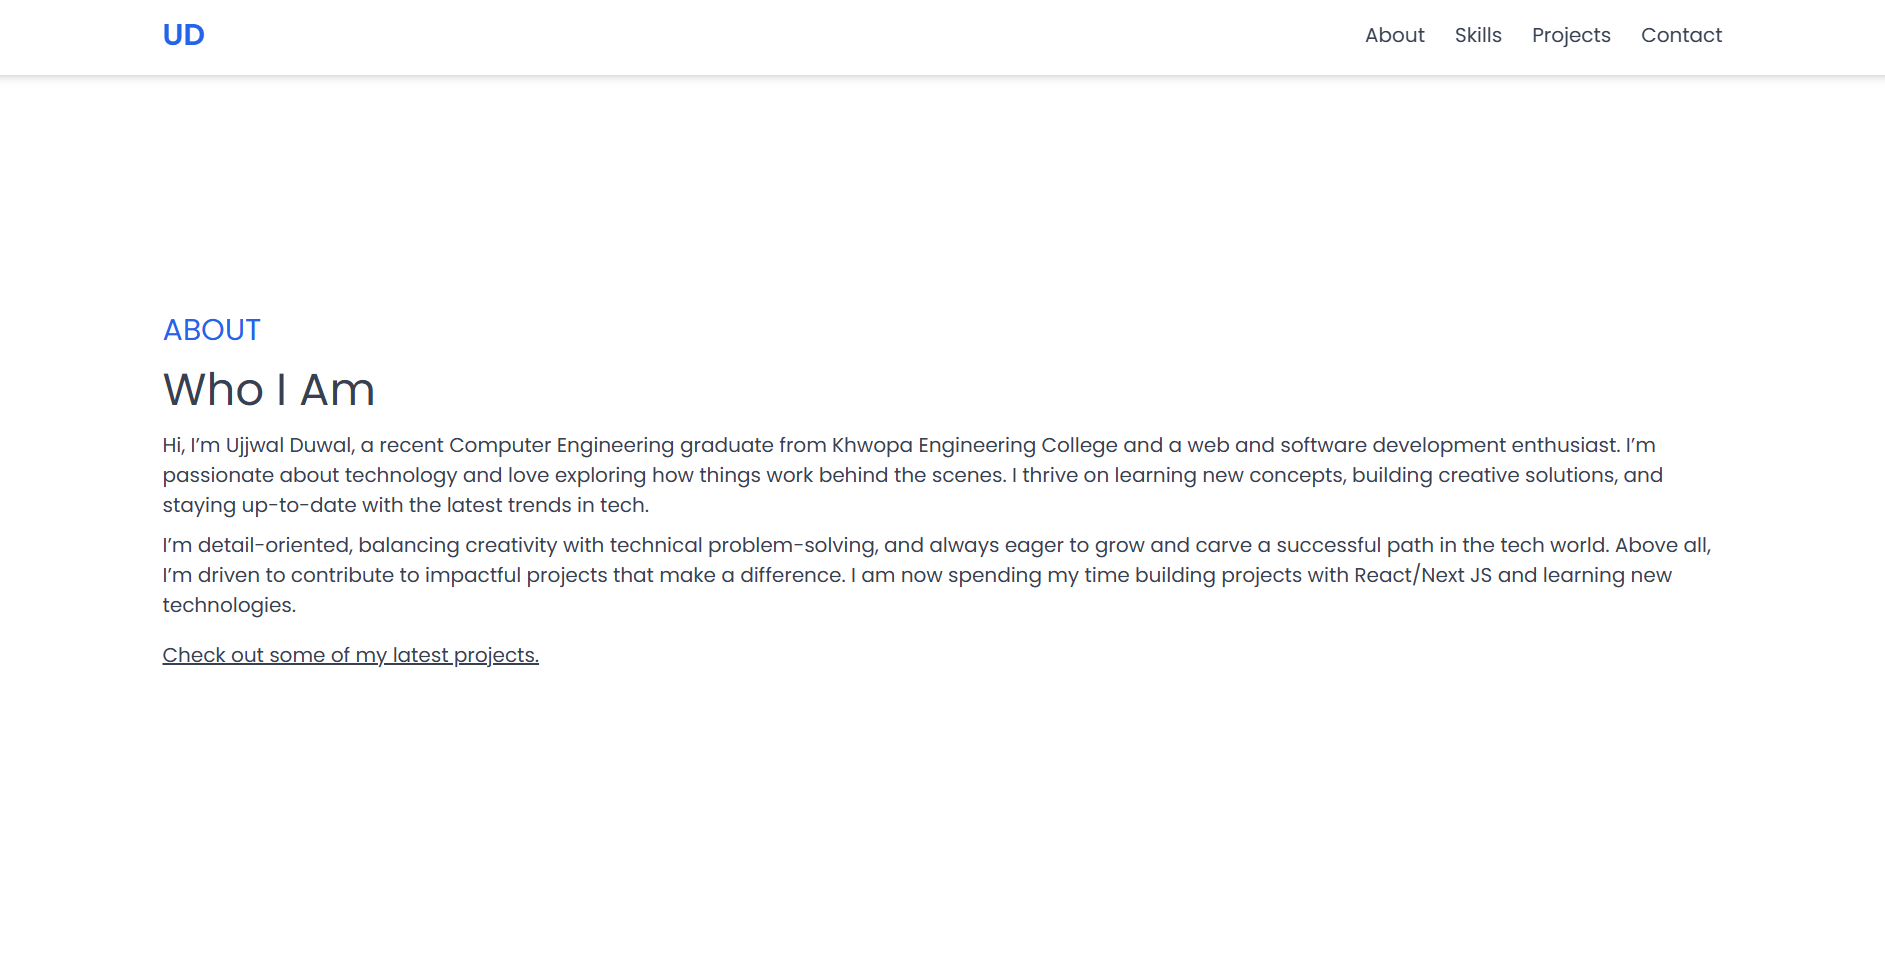 UD
About Skills Projects Contact
ABOUT
Who I Am
Hi, I’m Ujjwal Duwal, a recent Computer Engineering graduate from Khwopa Engineering College and a web and software development enthusiast. I’m
passionate about technology and love exploring how things work behind the scenes. I thrive on learning new concepts, building creative solutions, and
staying up-to-date with the latest trends in tech.
I’m detail-oriented, balancing creativity with technical problem-solving, and always eager to grow and carve a successful path in the tech world. Above all,
I’m driven to contribute to impactful projects that make a difference. I am now spending my time building projects with React/Next JS and learning new
technologies.
Check out some of my latest projects.